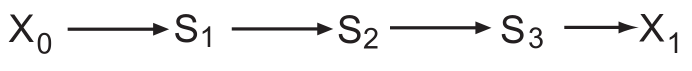 X₀ → S₁ → S₂ → S₃ → X₁